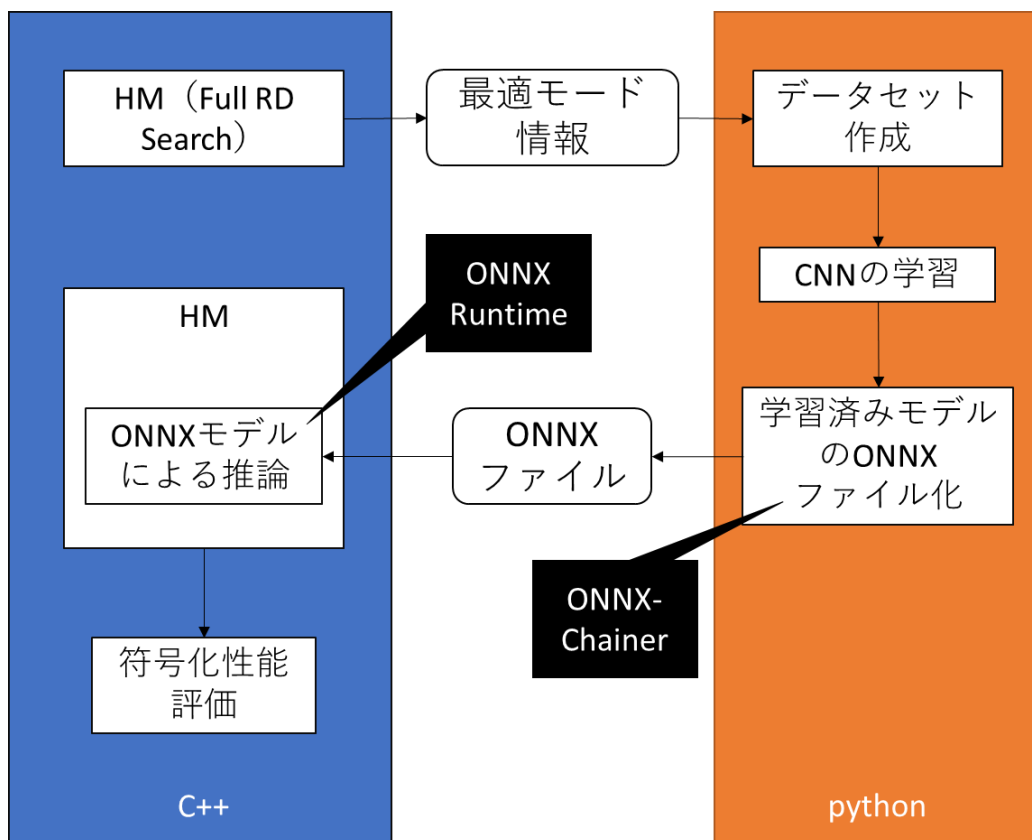 HM（Full RD
Search）
最適モード
情報
データセット
作成
CNNの学習
ONNX
Runtime
HM
ONNXモデル
による推論
ONNX
ファイル
学習済みモデル
のONNX
ファイル化
ONNX-
Chainer
符号化性能
評価
C++
python